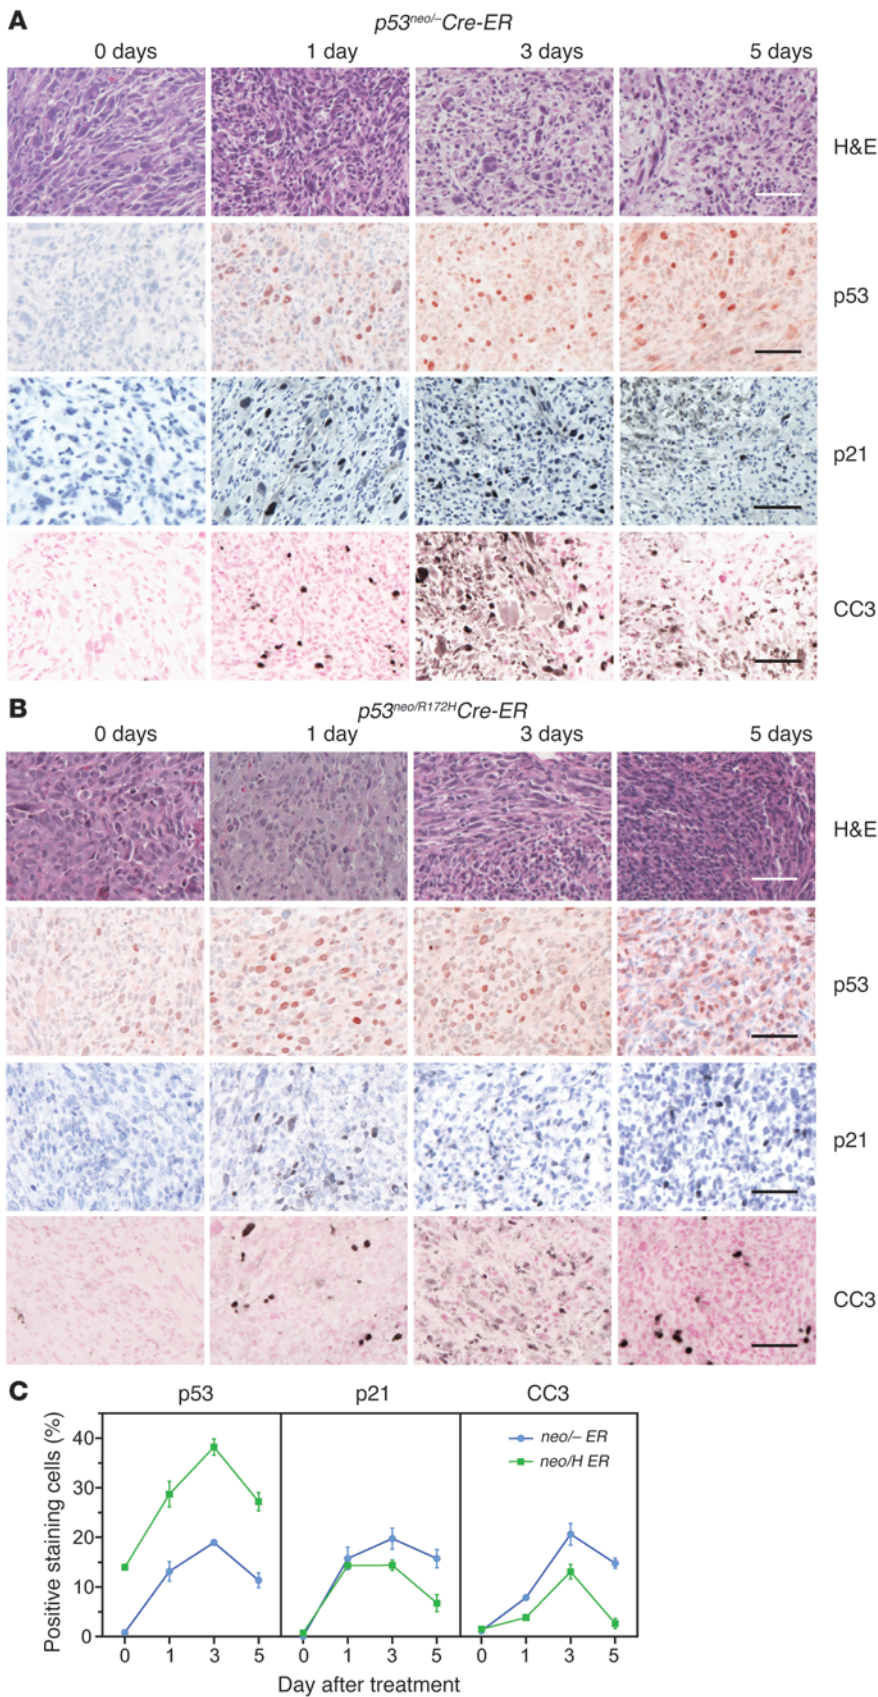 A
p53neo/–Cre-ER
0 days 1 day 3 days 5 days
H&E
p53
p21
CC3
B
p53neo/R172HCre-ER
0 days 1 day 3 days 5 days
H&E
p53
p21
CC3
C
p53 p21 CC3
Positive staining cells (%)
40
30
20
10
0
neo/– ER
neo/H ER
0 1 3 5 0 1 3 5 0 1 3 5
Day after treatment